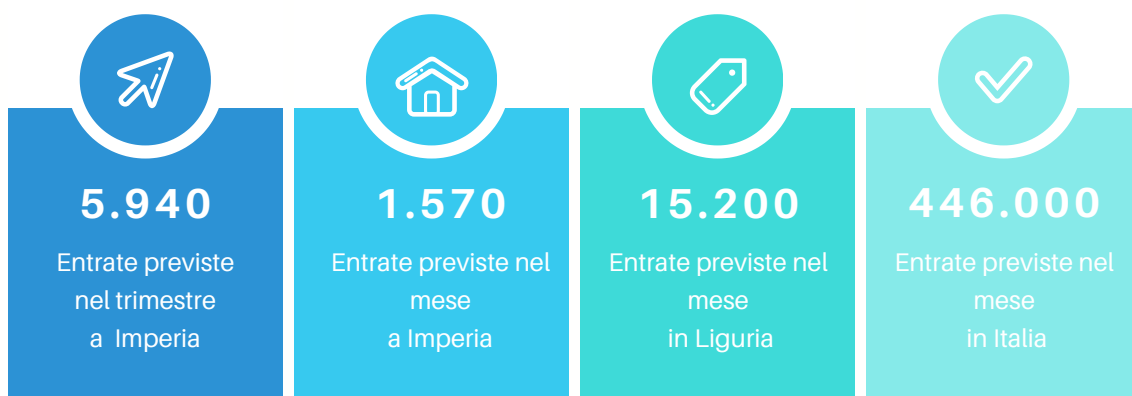 5.940
Entrate previste
nel trimestre
a Imperia
1.570
Entrate previste nel
mese
a Imperia
15.200
Entrate previste nel
mese
in Liguria
446.000
Entrate previste nel
mese
in Italia